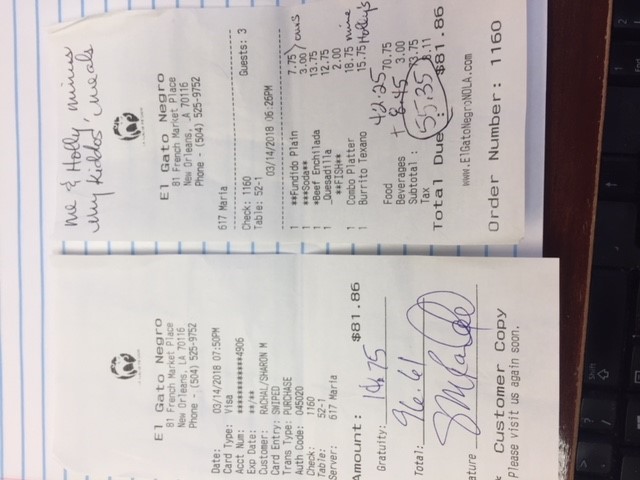 me & Holly, minus
my kiddos' meals
El Gato Negro
81 French Market Place
New Orleans, LA 70116
Phone - (504) 525-9752
617 Maria
Check: 1160 Guests: 3
Table: 52-1
03/14/2018 06:26PM
1 **Fundido Plain 7.75 > ours
1 ***Soda** 3.00
1 *Beef Enchilada 13.75
1 _Quesadilla 12.75
**FISH** 2.00
1 Combo Platter 18.75 mine
1 Burrito Texano 15.75 Holly's
42.25
Food 70.75
Beverages 3.00
Subtotal: 73.75
Tax 8.11
55.35
Total Due: $81.86
www.ElGatoNegroNOLA.com
Order Number: 1160
El Gato Negro
81 French Market Place
New Orleans, LA 70116
Phone - (504) 525-9752
Date: 03/14/2018 07:50PM
Card Type: Visa
Acct Num: ************4906
Exp Date: **/**
Customer: RACHAL/SHARON M
Card Entry: SWIPED
Trans Type: PURCHASE
Auth Code: 045020
Check: 1160
Table: 52-1
Server: 617 Maria
Amount: $81.86
Gratuity: 14.75
Total: 96.61
ature
Customer Copy
Please visit us again soon.